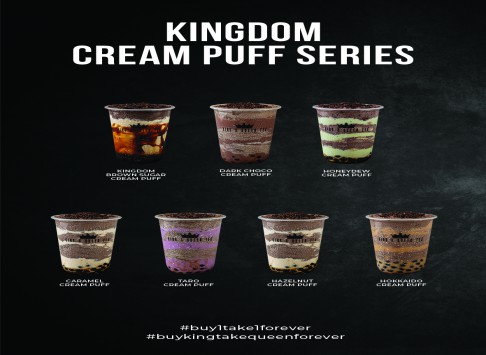 KINGDOM
CREAM PUFF SERIES
KINGDOM
BROWN SUGAR
CREAM PUFF
DARK CHOCO
CREAM PUFF
HONEYDEW
CREAM PUFF
CARAMEL
CREAM PUFF
TARO
CREAM PUFF
HAZELNUT
CREAM PUFF
HOKKAIDO
CREAM PUFF
#buy1take1forever
#buykingtakequeenforever